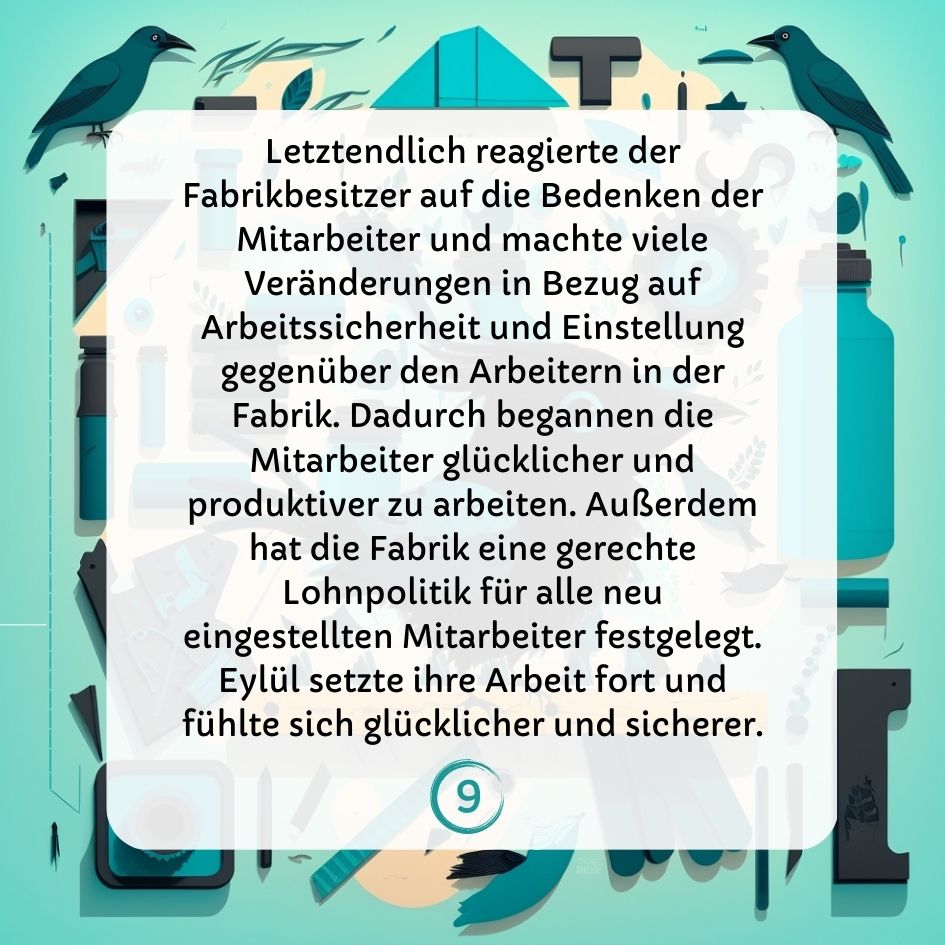 Letztendlich reagierte der
Fabrikbesitzer auf die Bedenken der
Mitarbeiter und machte viele
Veränderungen in Bezug auf
Arbeitssicherheit und Einstellung
gegenüber den Arbeitern in der
Fabrik. Dadurch begannen die
Mitarbeiter glücklicher und
produktiver zu arbeiten. Außerdem
hat die Fabrik eine gerechte
Lohnpolitik für alle neu
eingestellten Mitarbeiter festgelegt.
Eylül setzte ihre Arbeit fort und
fühlte sich glücklicher und sicherer.
9